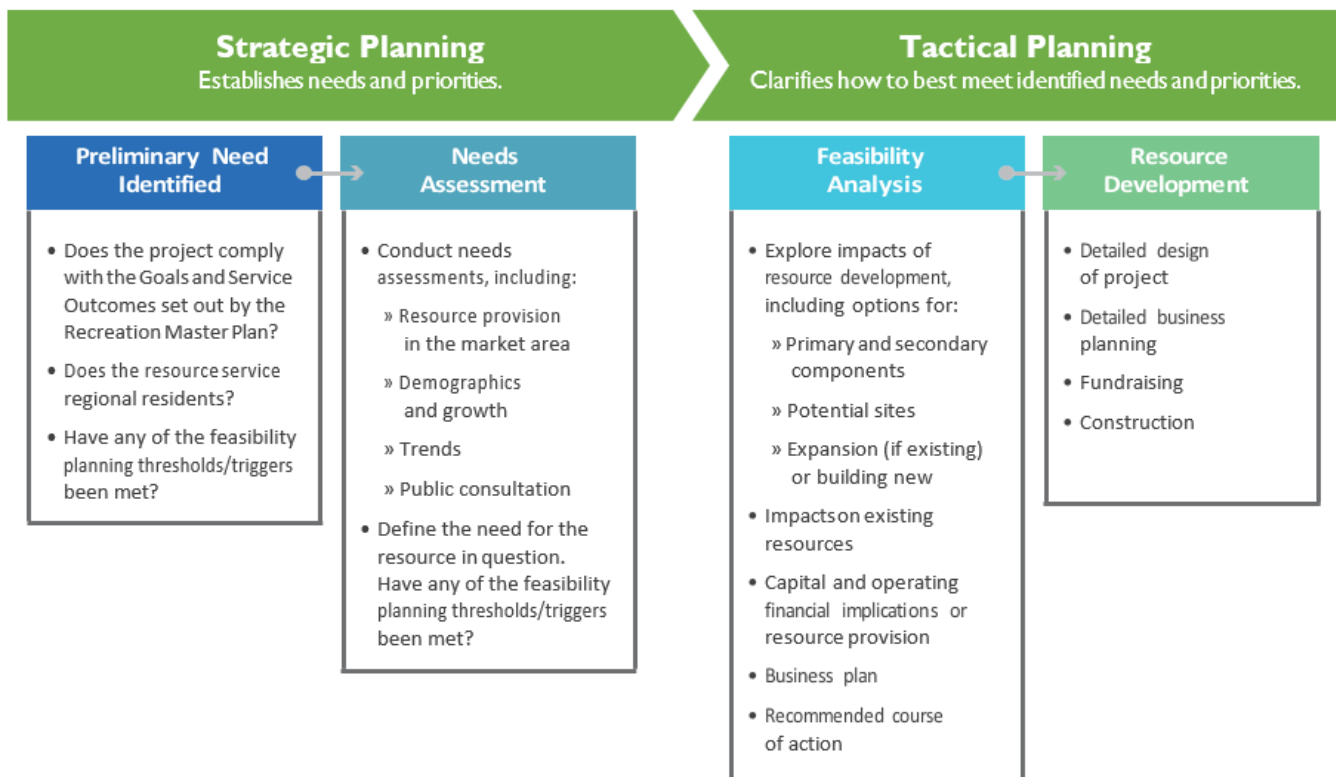 Strategic Planning
Establishes needs and priorities.
Tactical Planning
Clarifies how to best meet identified needs and priorities.
Preliminary Need
Identified
• Does the project comply
with the Goals and Service
Outcomes set out by the
Recreation Master Plan?
• Does the resource service
regional residents?
• Have any of the feasibility
planning thresholds/triggers
been met?
Needs
Assessment
• Conduct needs
assessments, including:
» Resource provision
in the market area
» Demographics
and growth
» Trends
» Public consultation
• Define the need for the
resource in question.
Have any of the feasibility
planning thresholds/triggers
been met?
Feasibility
Analysis
• Explore impacts of
resource development,
including options for:
» Primary and secondary
components
» Potential sites
» Expansion (if existing)
or building new
• Impacts on existing
resources
• Capital and operating
financial implications or
resource provision
• Business plan
• Recommended course
of action
Resource
Development
• Detailed design
of project
• Detailed business
planning
• Fundraising
• Construction